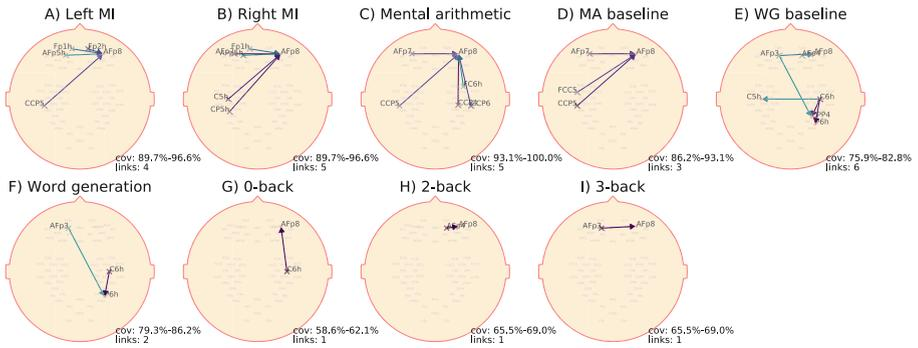 A) Left MI
B) Right MI
C) Mental arithmetic
D) MA baseline
E) WG baseline
Fp1h Fp2h
AFp5h AFp8
CCP5
cov: 89.7%-96.6%
links: 4
Fp1h
AFp8
C5h
CP5h
cov: 89.7%-96.6%
links: 5
AFp7 AFp8
FC6h
CCP5
CCP6
cov: 93.1%-100.0%
links: 5
AFp7 AFp8
FCC5
CCP5
cov: 86.2%-93.1%
links: 3
AFp3 AFp8
C5h C6h
cov: 75.9%-82.8%
links: 6
F) Word generation
G) 0-back
H) 2-back
I) 3-back
AFp3
C6h
cov: 79.3%-86.2%
links: 2
AFp8
C6h
cov: 58.6%-62.1%
links: 1
AFp8
cov: 65.5%-69.0%
links: 1
AFp8
cov: 65.5%-69.0%
links: 1